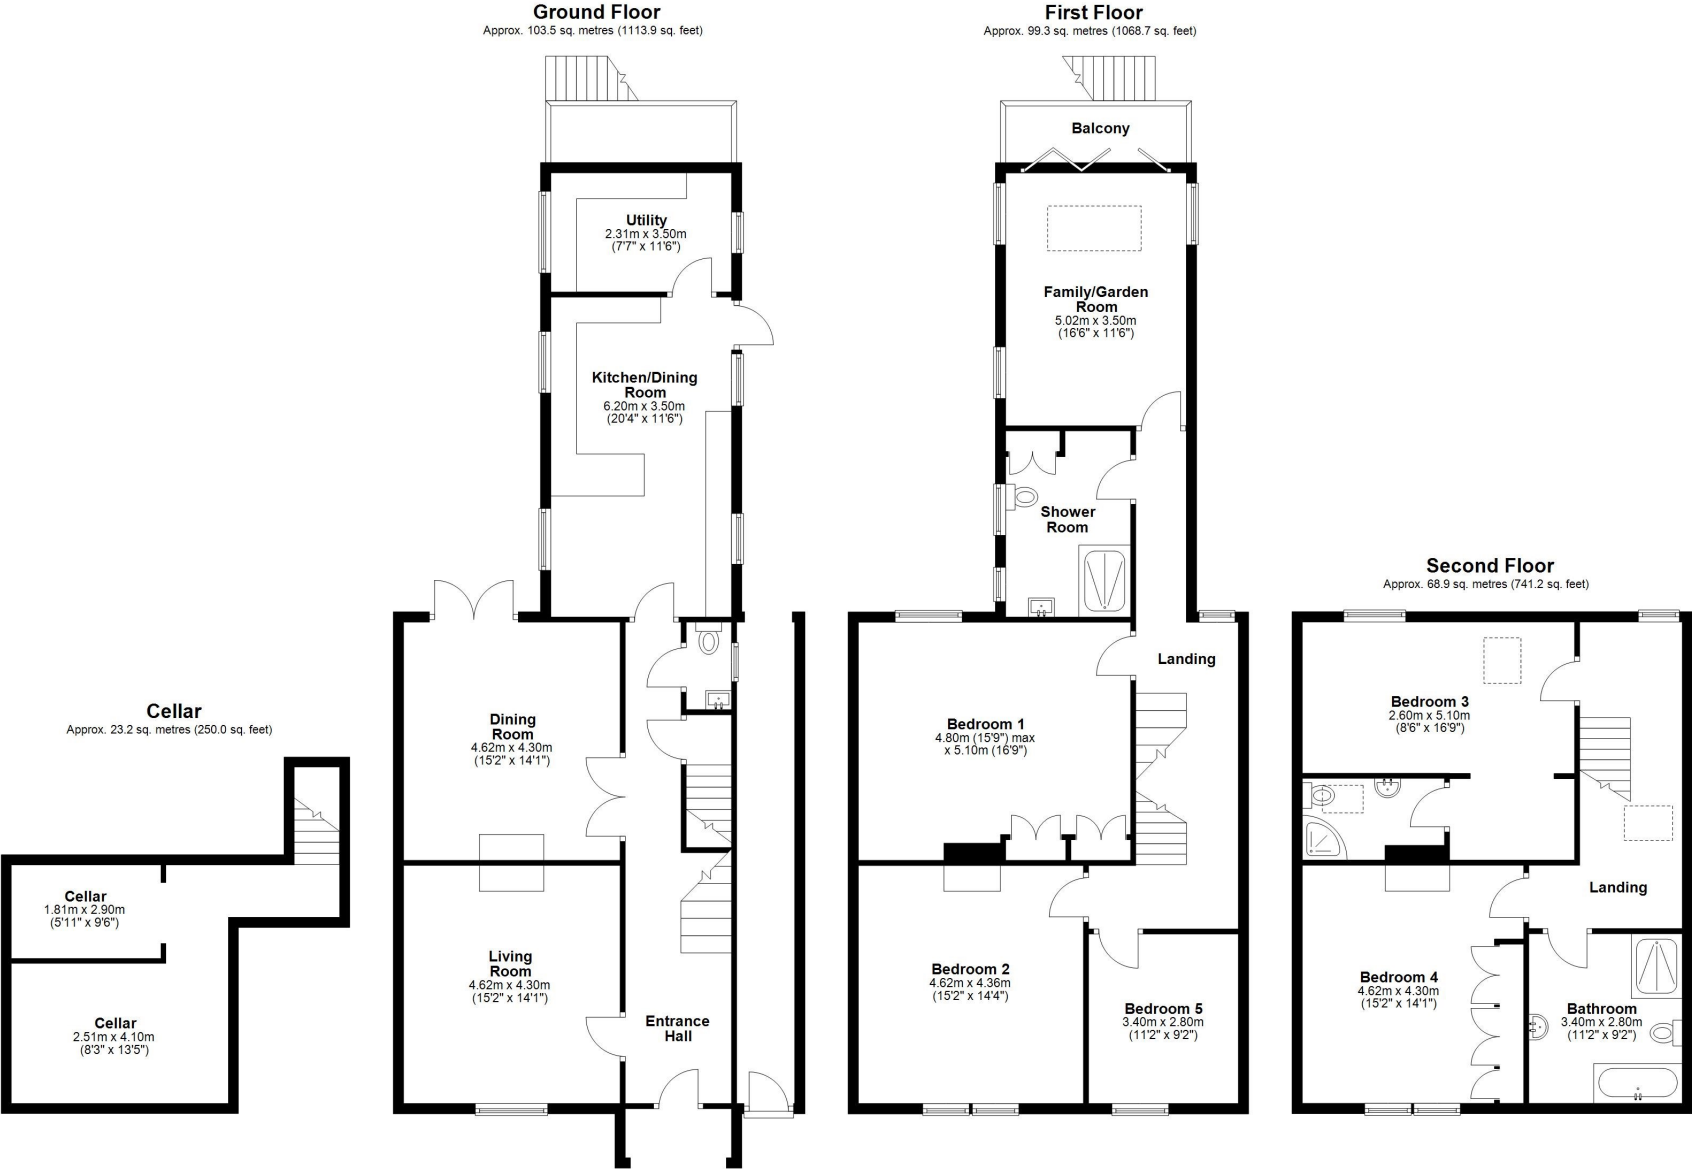 Ground Floor
Approx. 103.5 sq. metres (1113.9 sq. feet)
Utility
2.31m x 3.50m
(7'7" x 11'6")
Kitchen/Dining
Room
6.20m x 3.50m
(20'4" x 11'6")
Dining
Room
4.62m x 4.30m
(15'2" x 14'1")
Living
Room
4.62m x 4.30m
(15'2" x 14'1")
Entrance
Hall
First Floor
Approx. 99.3 sq. metres (1068.7 sq. feet)
Balcony
Family/Garden
Room
5.02m x 3.50m
(16'6" x 11'6")
Shower
Room
Landing
Bedroom 1
4.80m (15'9") max
x 5.10m (16'9")
Bedroom 2
4.62m x 4.36m
(15'2" x 14'4")
Bedroom 5
3.40m x 2.80m
(11'2" x 9'2")
Second Floor
Approx. 68.9 sq. metres (741.2 sq. feet)
Bedroom 3
2.60m x 5.10m
(8'6" x 16'9")
Landing
Bedroom 4
4.62m x 4.30m
(15'2" x 14'1")
Bathroom
3.40m x 2.80m
(11'2" x 9'2")
Cellar
Approx. 23.2 sq. metres (250.0 sq. feet)
Cellar
1.81m x 2.90m
(5'11" x 9'6")
Cellar
2.51m x 4.10m
(8'3" x 13'5")